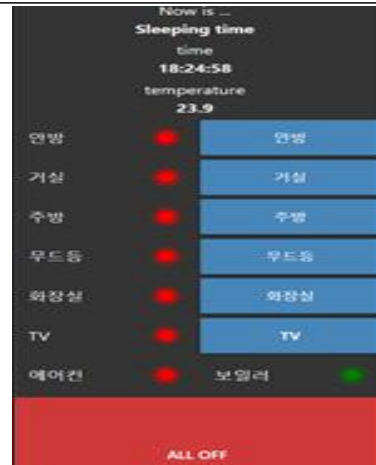 Now is ...
Sleeping time
time
18:24:58
temperature
23.9
안방 안방
거실 거실
주방 주방
무드등 무드등
화장실 화장실
TV TV
에어컨 보일러
ALL OFF